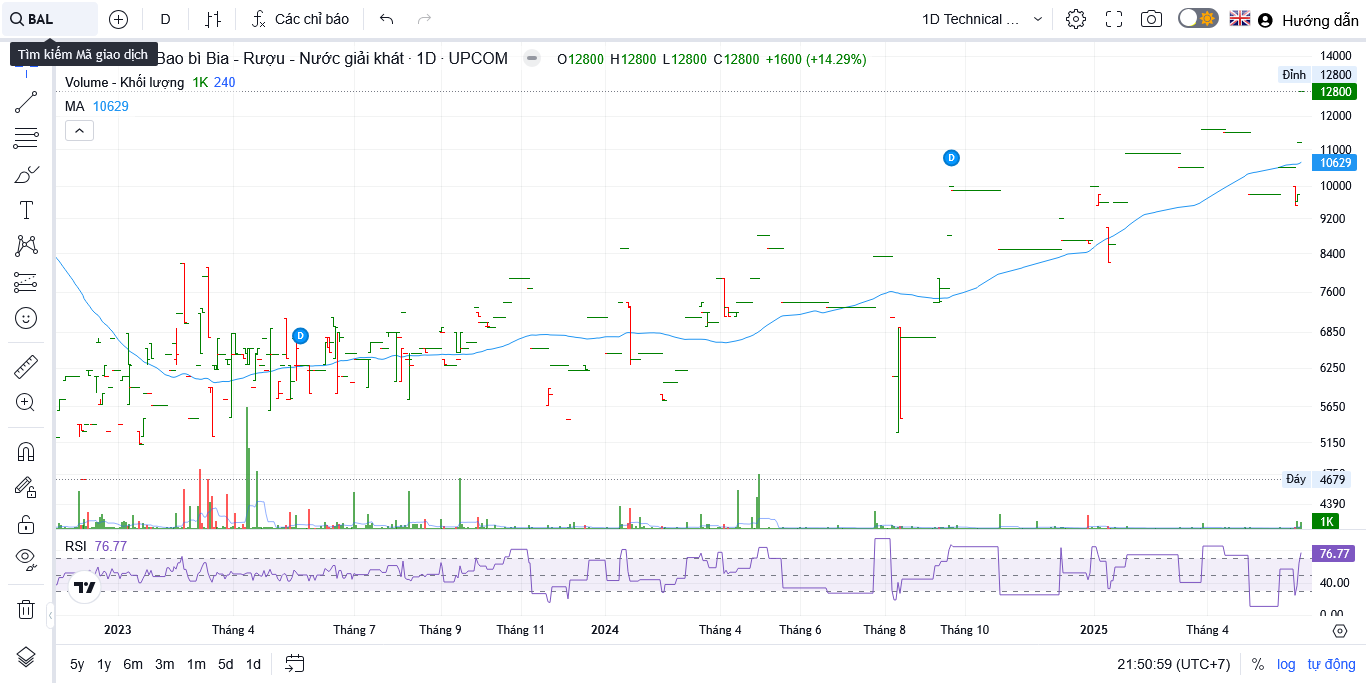 BAL
D
Các chỉ báo
1D Technical ...
Hướng dẫn
Tìm kiếm Mã giao dịch
Bao bì Bia - Rượu - Nước giải khát · 1D · UPCOM
O12800 H12800 L12800 C12800 +1600 (+14.29%)
Volume - Khối lượng 1K 240
MA 10629
14000
Đỉnh 12800
12800
12000
11000
10629
10000
9200
8400
7600
6850
6250
5650
5150
Đáy 4679
4390
1K
D
D
RSI 76.77
76.77
40.00
0.00
2023
Tháng 4
Tháng 7
Tháng 9
Tháng 11
2024
Tháng 4
Tháng 6
Tháng 8
Tháng 10
2025
Tháng 4
5y 1y 6m 3m 1m 5d 1d
21:50:59 (UTC+7)
% log tự động